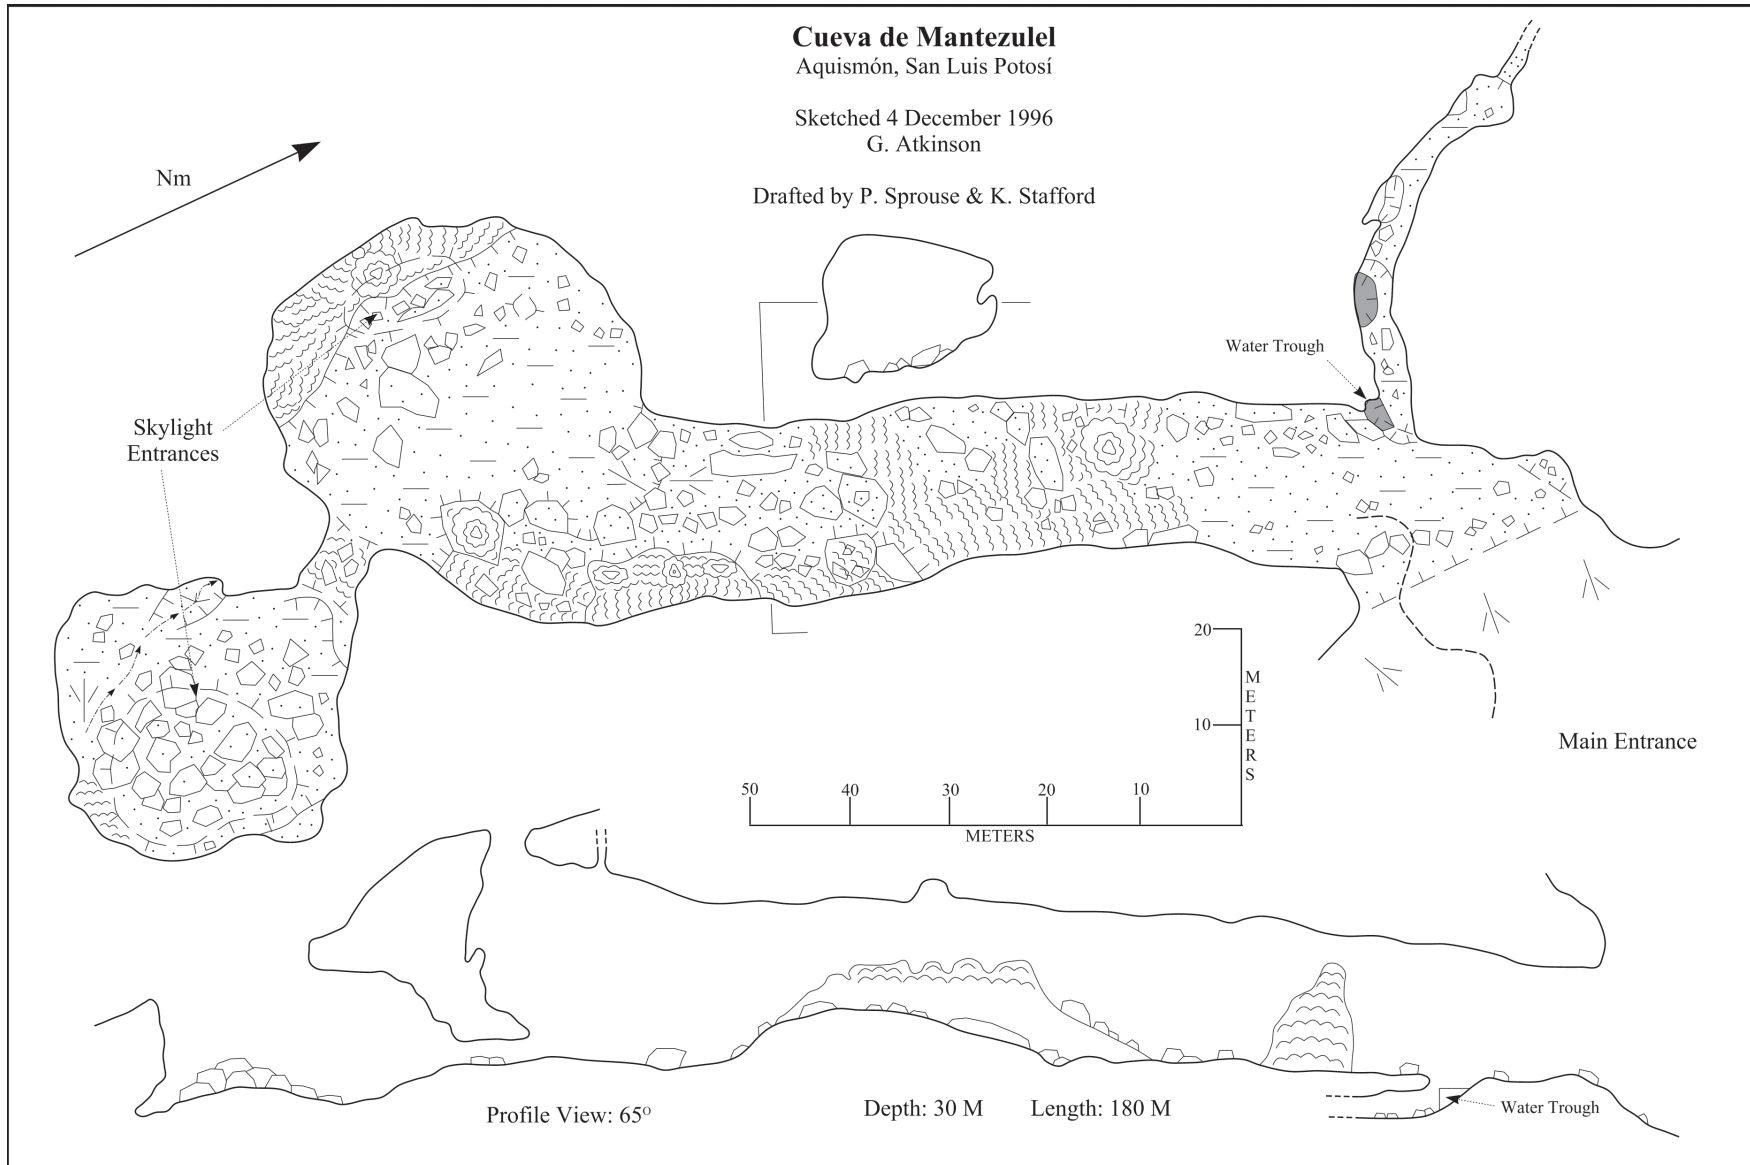 Cueva de Mantezulel
Aquismón, San Luis Potosí
Sketched 4 December 1996
G. Atkinson
Drafted by P. Sprouse & K. Stafford
Nm
Water Trough
Skylight
Entrances
20
10
METERS
Main Entrance
50 40 30 20 10
METERS
Profile View: 65º
Depth: 30 M Length: 180 M
Water Trough